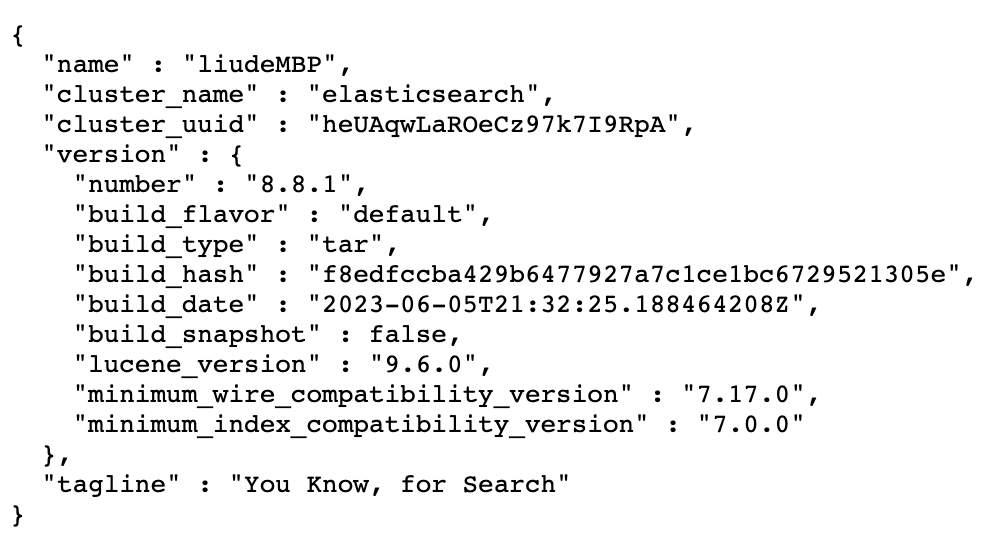 {
  "name" : "liudeMBP",
  "cluster_name" : "elasticsearch",
  "cluster_uuid" : "heUAqwLaROeCz97k7I9RpA",
  "version" : {
    "number" : "8.8.1",
    "build_flavor" : "default",
    "build_type" : "tar",
    "build_hash" : "f8edfccba429b6477927a7c1ce1bc6729521305e",
    "build_date" : "2023-06-05T21:32:25.188464208Z",
    "build_snapshot" : false,
    "lucene_version" : "9.6.0",
    "minimum_wire_compatibility_version" : "7.17.0",
    "minimum_index_compatibility_version" : "7.0.0"
  },
  "tagline" : "You Know, for Search"
}